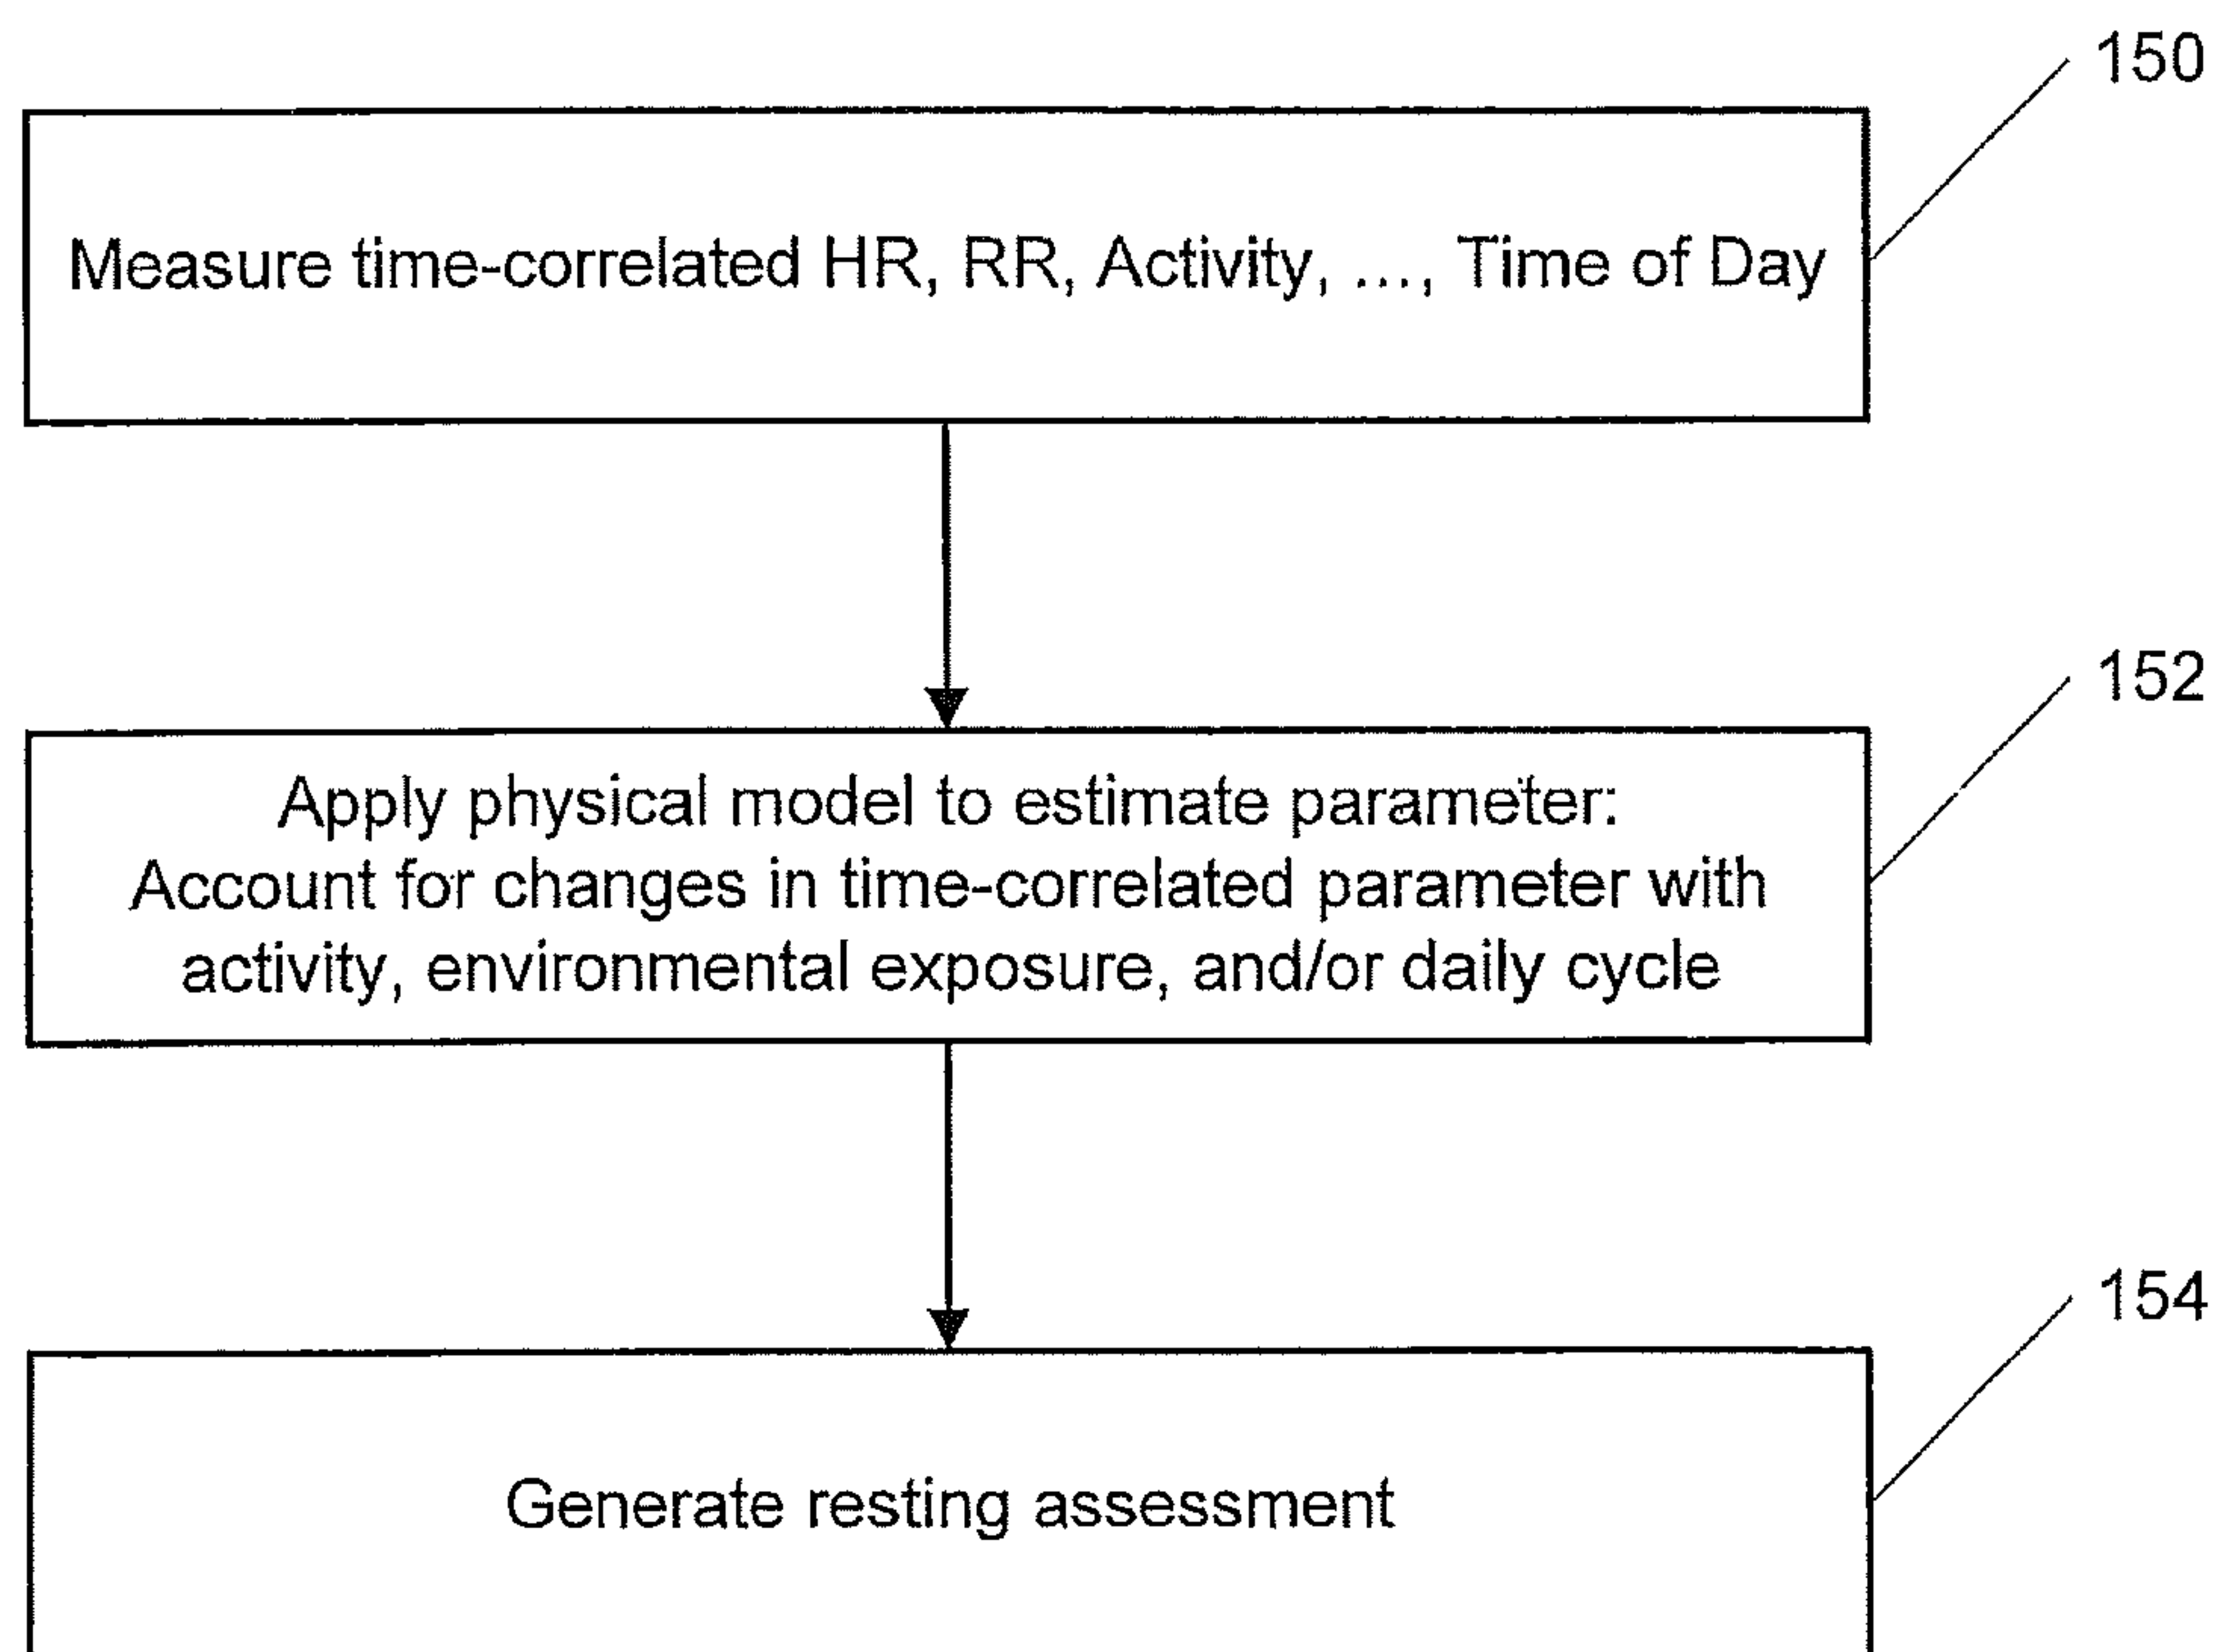 150
Measure time-correlated HR, RR, Activity, ..., Time of Day
152
Apply physical model to estimate parameter:
Account for changes in time-correlated parameter with
activity, environmental exposure, and/or daily cycle
154
Generate resting assessment